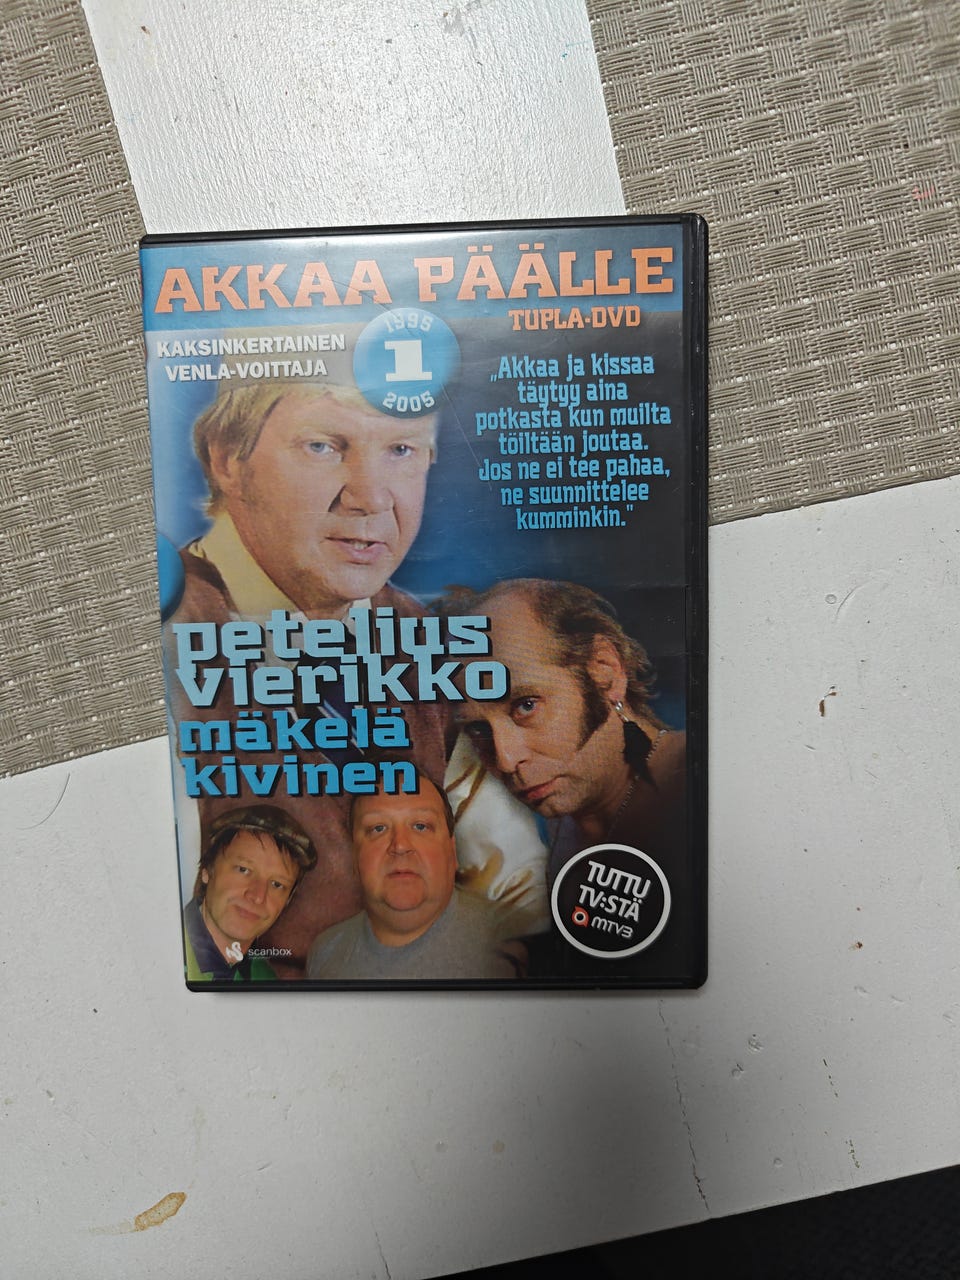 AKKAA PÄÄLLE
TUPLA-DVD
KAKSINKERTAINEN
VENLA-VOITTAJA
1995
1
2005
„Akkaa ja kissaa
täytyy aina
potkasta kun muilta
töiltään joutaa.
Jos ne ei tee pahaa,
ne suunnittelee
kumminkin."
petelius
vierikko
mäkelä
kivinen
TUTTU
TV:STÄ
MTV3
scanbox